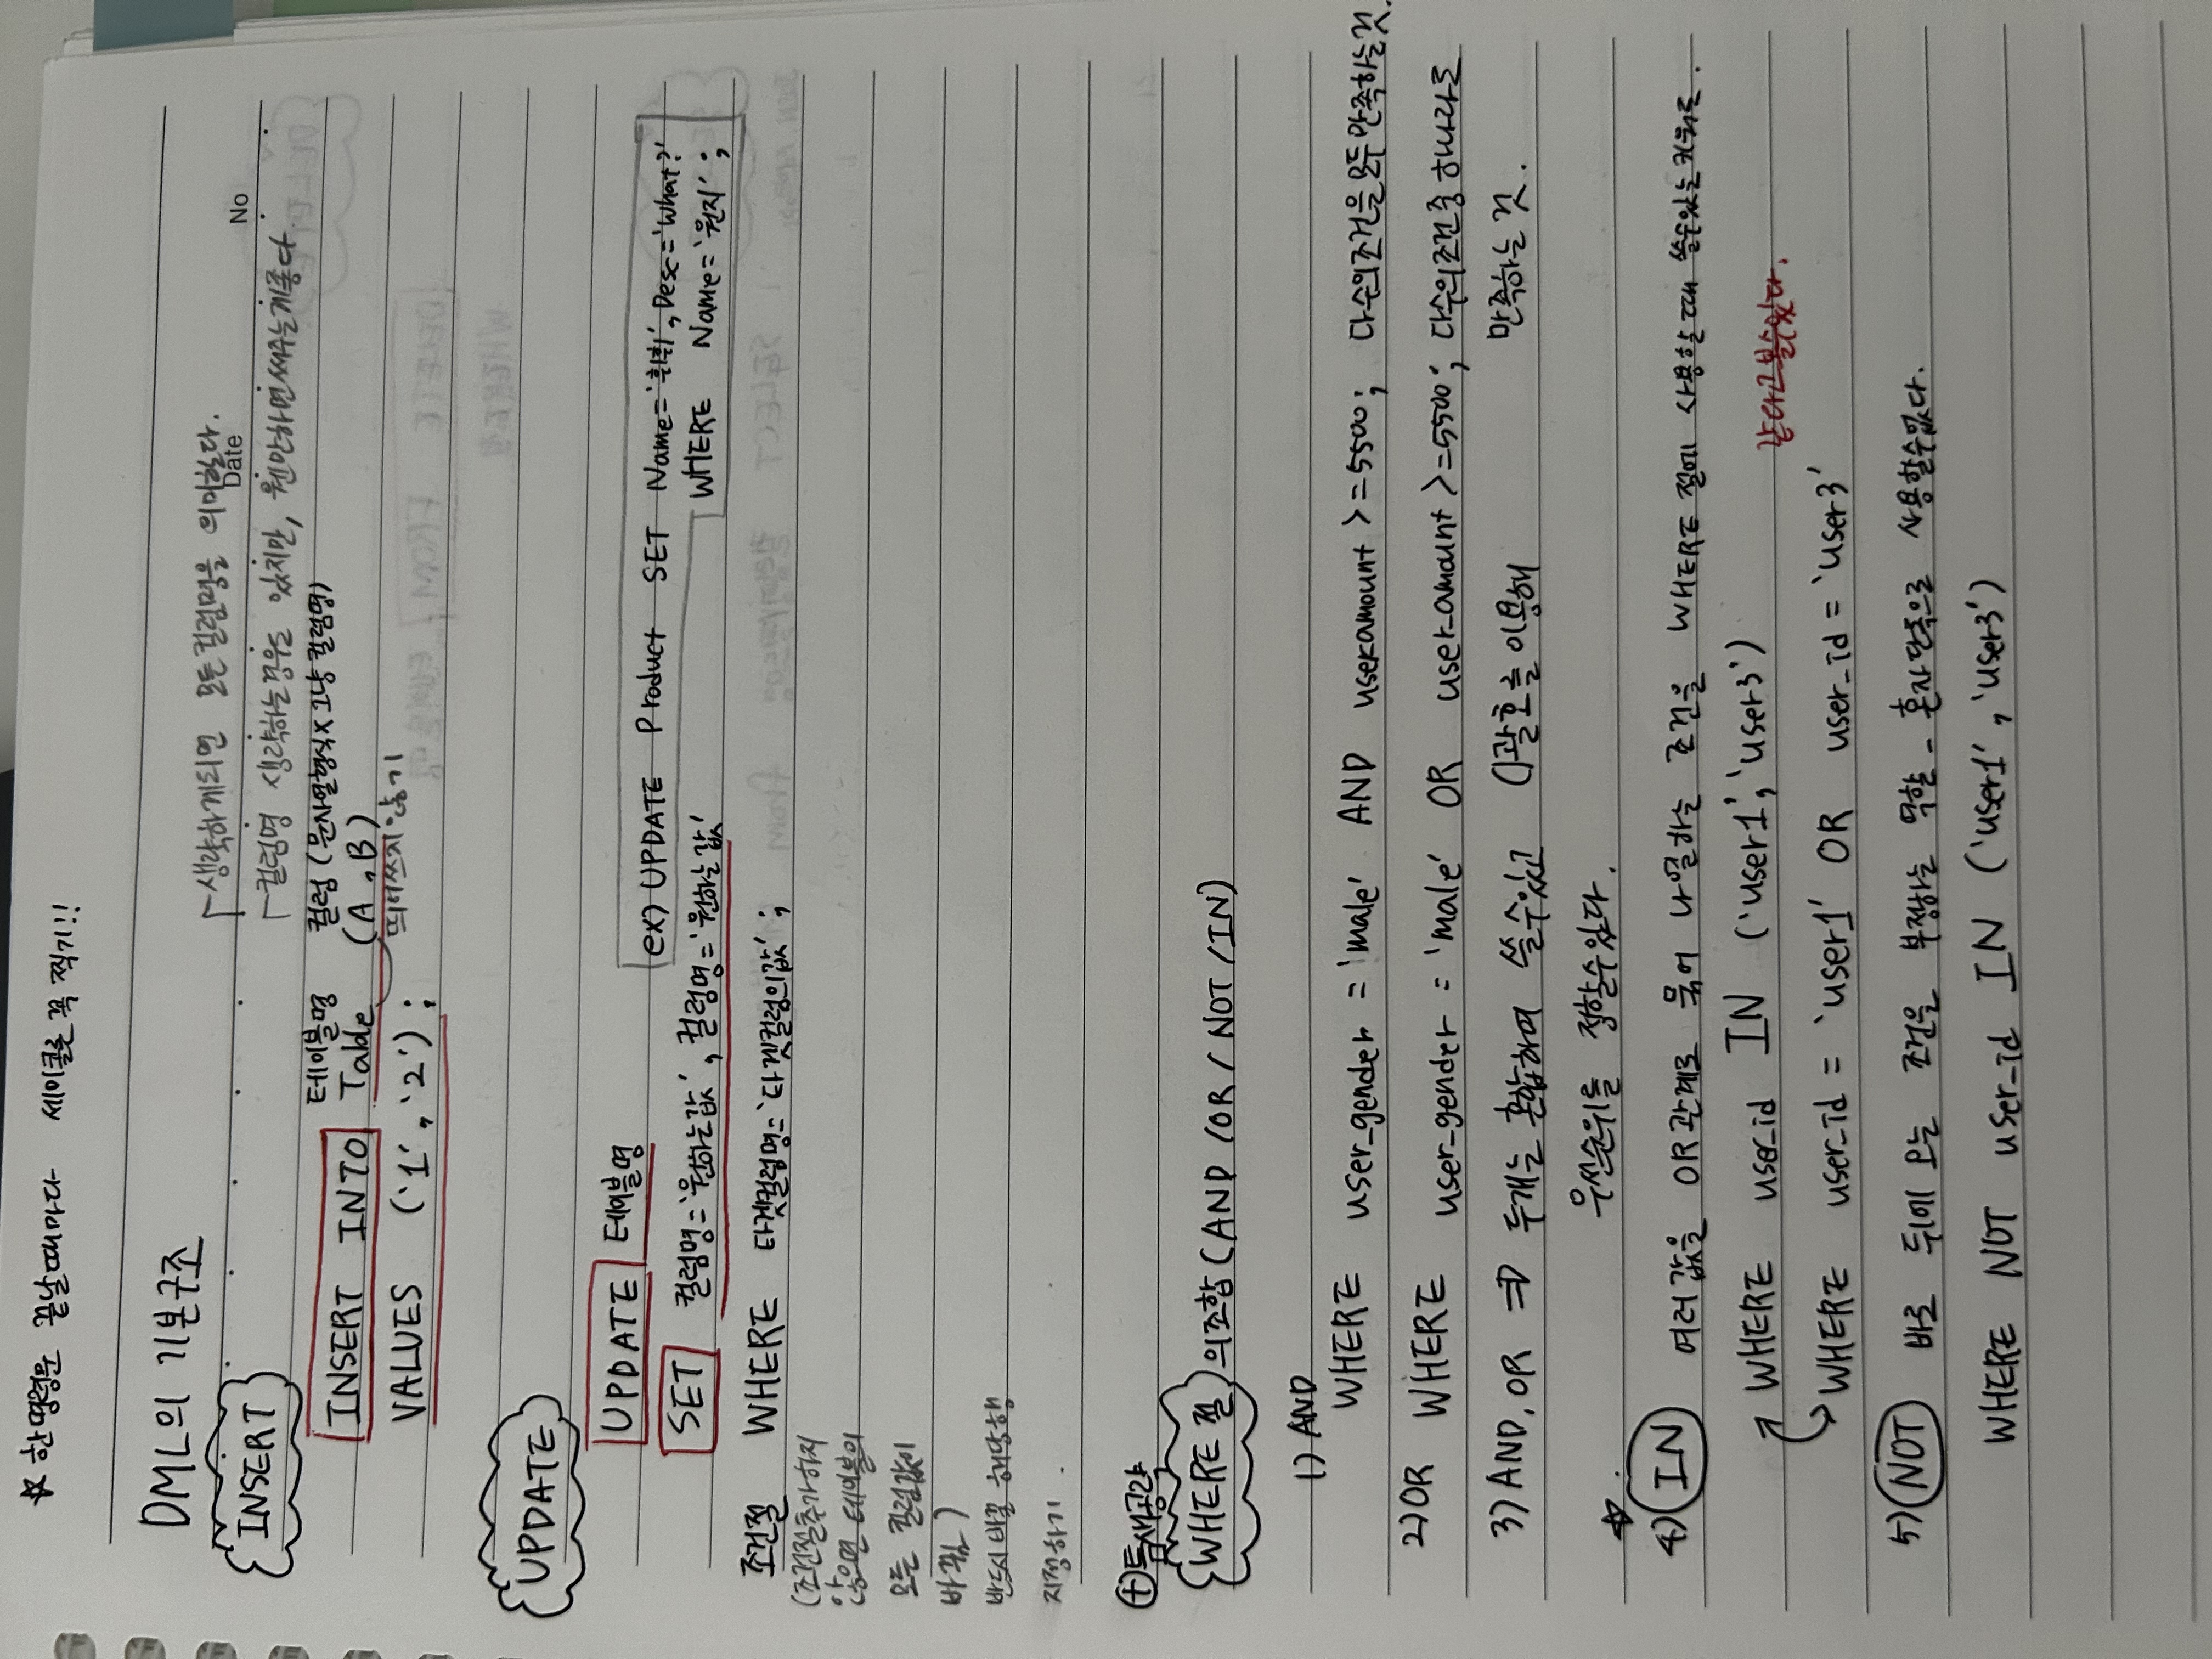 ☆ 한명령문 끝날때마다 세미콜론 꼭 찍기!!
DML의 기본구조
생략하게되면 모든컬럼명을 의미한다.
Date No
INSERT
컬럼명 생략하는경우도 있지만, 웬만하면써주는게좋다.
테이블명 컬럼(문자열형식X 그냥 컬럼명)
INSERT INTO Table (A, B)
띄어쓰지 않기
VALUES ('1', '2');
UPDATE
UPDATE 테이블명
ex) UPDATE Product SET Name='휘휘', Desc='What?'
SET 컬럼명='원하는값', 컬럼명='원하는값'
WHERE Name='원지';
조건절 WHERE 타겟컬럼명='타겟컬럼의값';
(조건절추가하지
않으면 테이블의
모든 컬럼값이
바뀜)
반드시 바꿀 해당행
지정하기.
⊕틈새공략
WHERE 절의조합(AND/OR/NOT/IN)
1) AND
WHERE user_gender = 'male' AND user_amount >=5500; 다수의조건을모두만족하는것.
2) OR WHERE user_gender = 'male' OR user_amount >=5500; 다수의조건중 하나라도
만족하는 것.
3) AND, OR ⇒ 두개는 혼합하여 쓸수있고 ()괄호를이용해
우선순위를 정할수있다.
☆
4) IN 여러값을 OR관계로 묶어 나열하는 조건을 WHERE 절에 사용할때 쓸수있는키워드.
WHERE user_id IN ('user1', 'user3')
같다고볼수있다.
WHERE user_id = 'user1' OR user_id = 'user3'
5) NOT 바로 뒤에 오는 조건을 부정하는 역할 - 혼자단독으로 사용할수없다.
WHERE NOT user_id IN ('user1', 'user3')